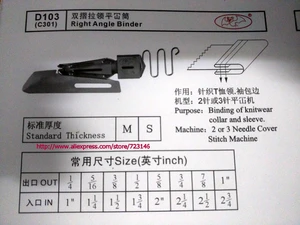 D103
(C301)
双摺拉领平凸筒
Right Angle Binder
作用：针织T恤领.袖包边
机型：2针或3针平缝机
Purpose: Binding of knitwear
collar and sleeve.
Machine: 2 or 3 Needle Cover
Stitch Machine
标准厚度
Standard Thickness
M S
http://www.aliexpress.com/store/723146
常用尺寸Size(英寸inch)
出口 OUT 1/4 5/16 3/8 1/2 5/8 3/4 7/8 1"
入口 IN 1" 1 1/4 1 1/2 1 3/4 2" 2 1/4 2 1/2 2 3/4